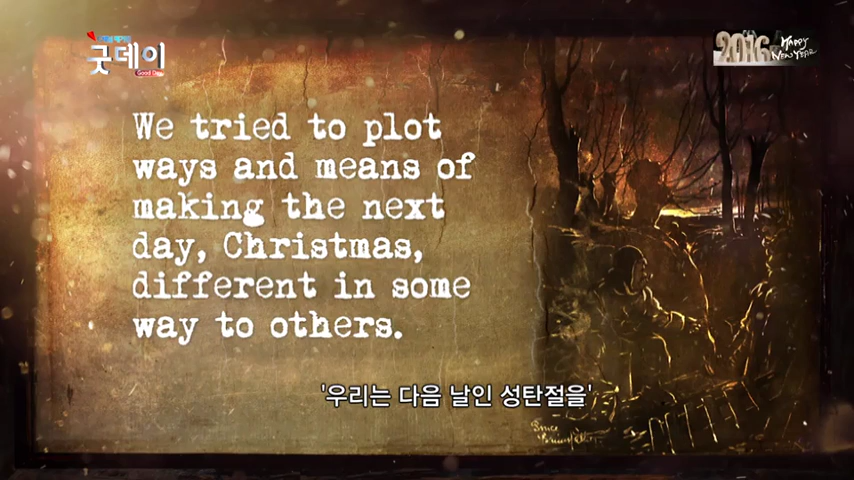 굿데이
Good Day
2016 HAPPY
NEW YEAR
We tried to plot
ways and means of
making the next
day, Christmas,
different in some
way to others.
'우리는 다음 날인 성탄절을'